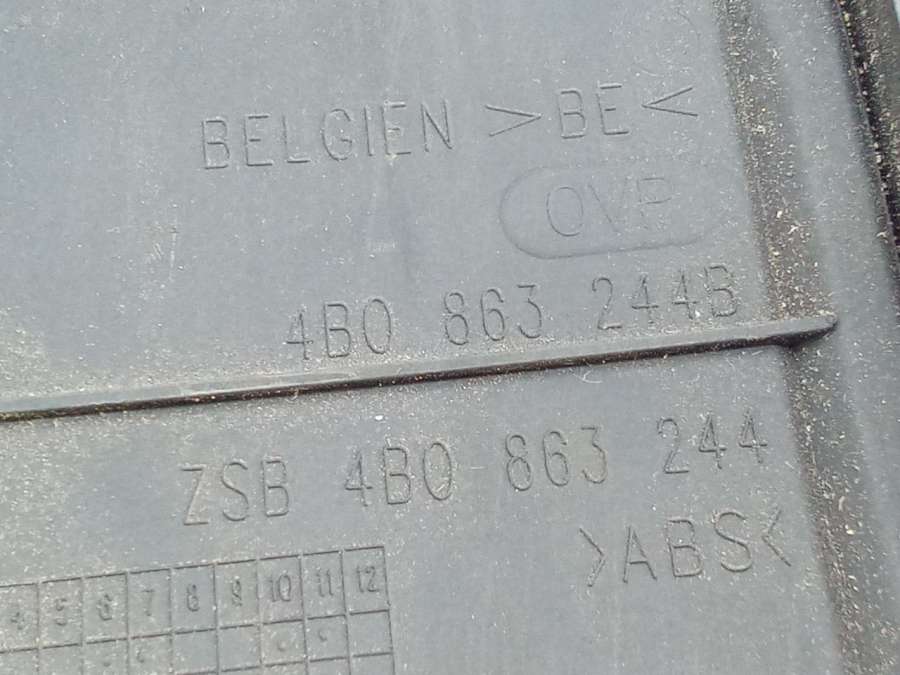 BELGIEN >BE<
OVP
4B0 863 244B
ZSB 4B0 863 244
>ABS<
4 5 6 7 8 9 10 11 12